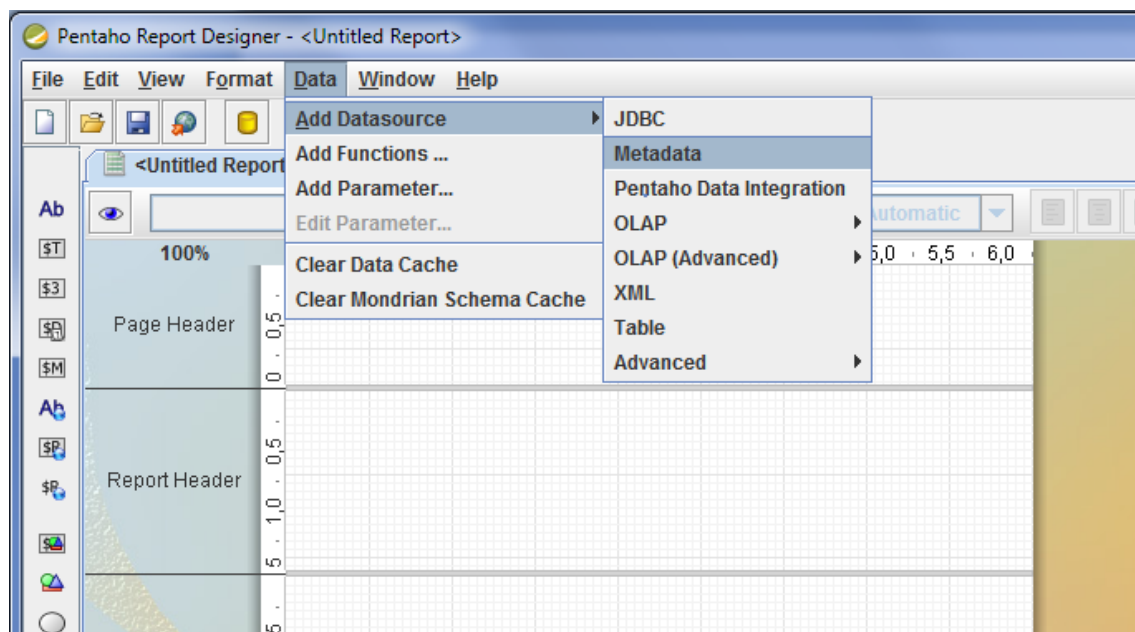 Pentaho Report Designer - <Untitled Report>
File Edit View Format Data Window Help
Add Datasource
Add Functions ...
Add Parameter...
Edit Parameter...
Clear Data Cache
Clear Mondrian Schema Cache
JDBC
Metadata
Pentaho Data Integration
OLAP
OLAP (Advanced)
XML
Table
Advanced
<Untitled Report
Automatic
100%
5,0 5,5 6,0
Ab
$T
$3
$M
Ab
Page Header
0,5
0
Report Header
0,5
1,0
5